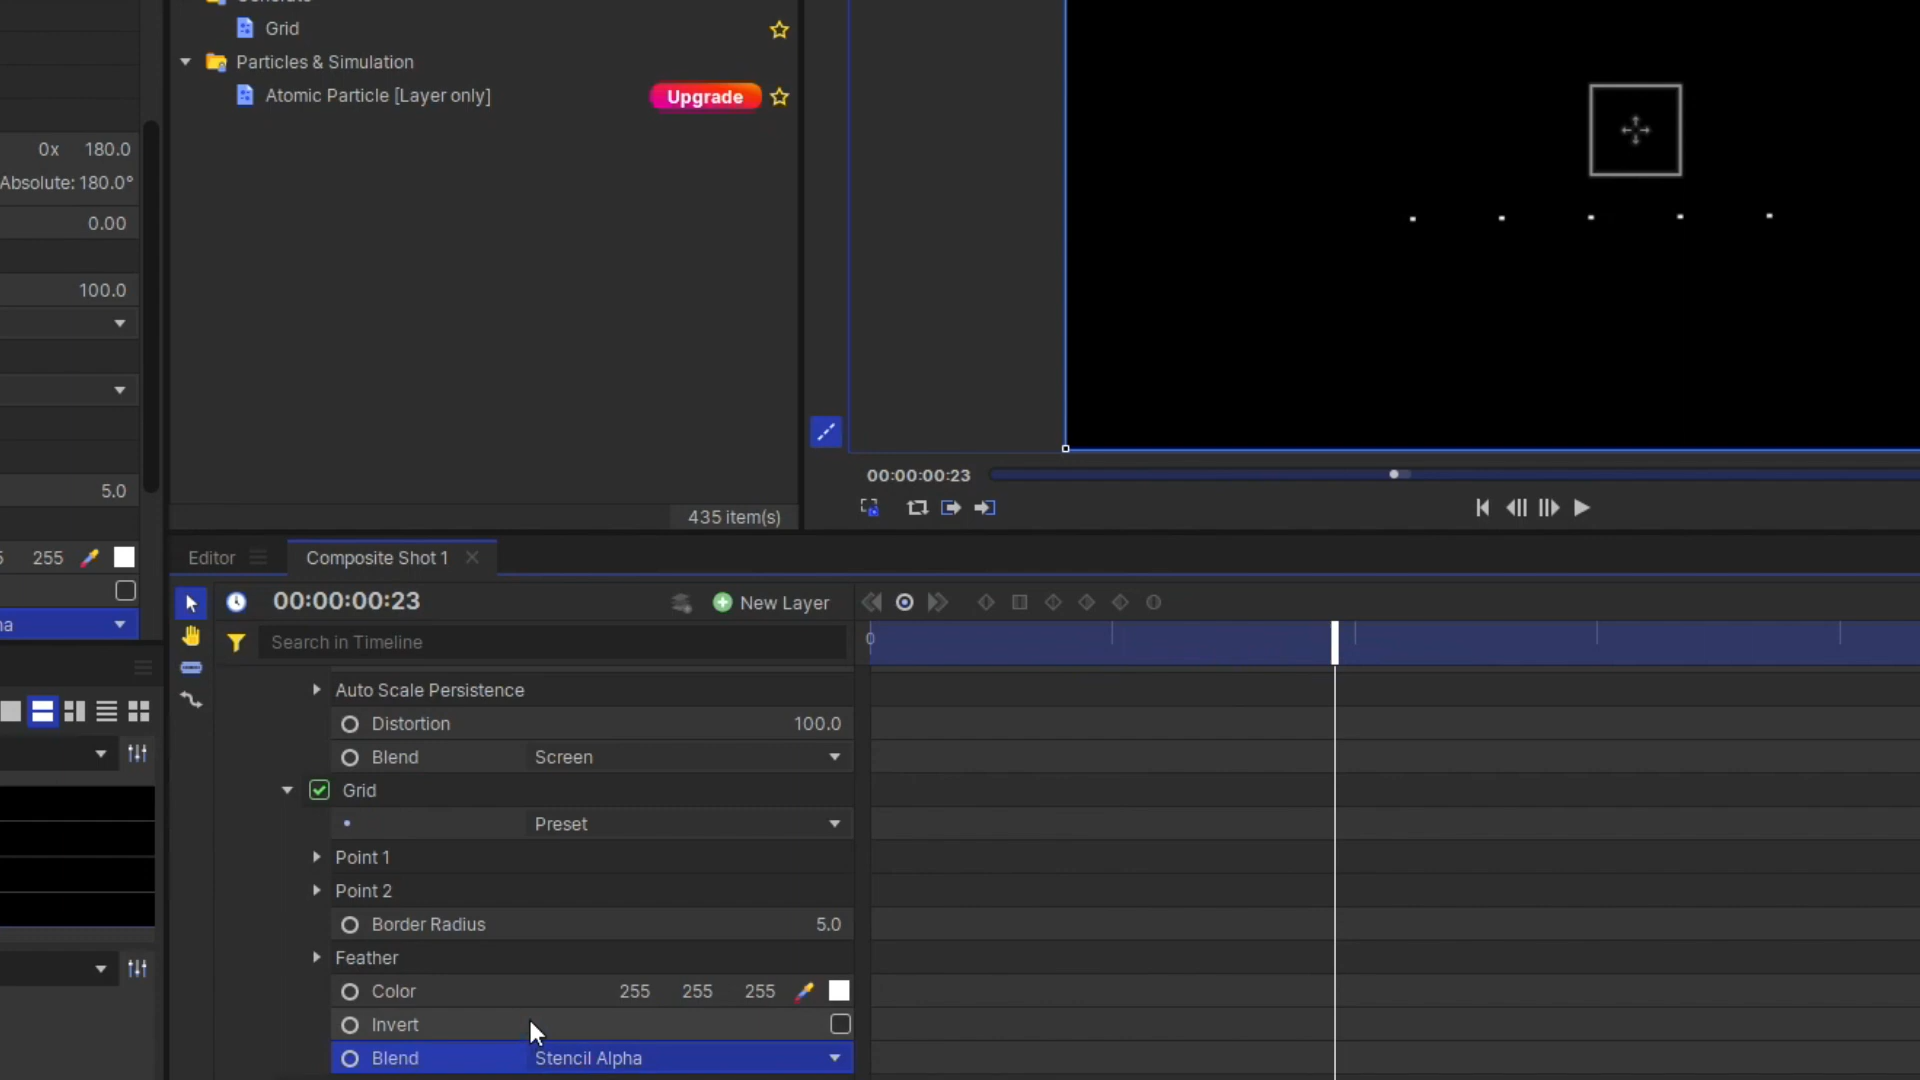 Grid
Particles & Simulation
Atomic Particle [Layer only]
Upgrade
0x 180.0
Absolute: 180.0°
0.00
100.0
5.0
255
00:00:00:23
435 item(s)
Editor
Composite Shot 1
00:00:00:23
New Layer
Search in Timeline
0
Auto Scale Persistence
Distortion 100.0
Blend Screen
Grid
Preset
Point 1
Point 2
Border Radius 5.0
Feather
Color 255 255 255
Invert
Blend Stencil Alpha